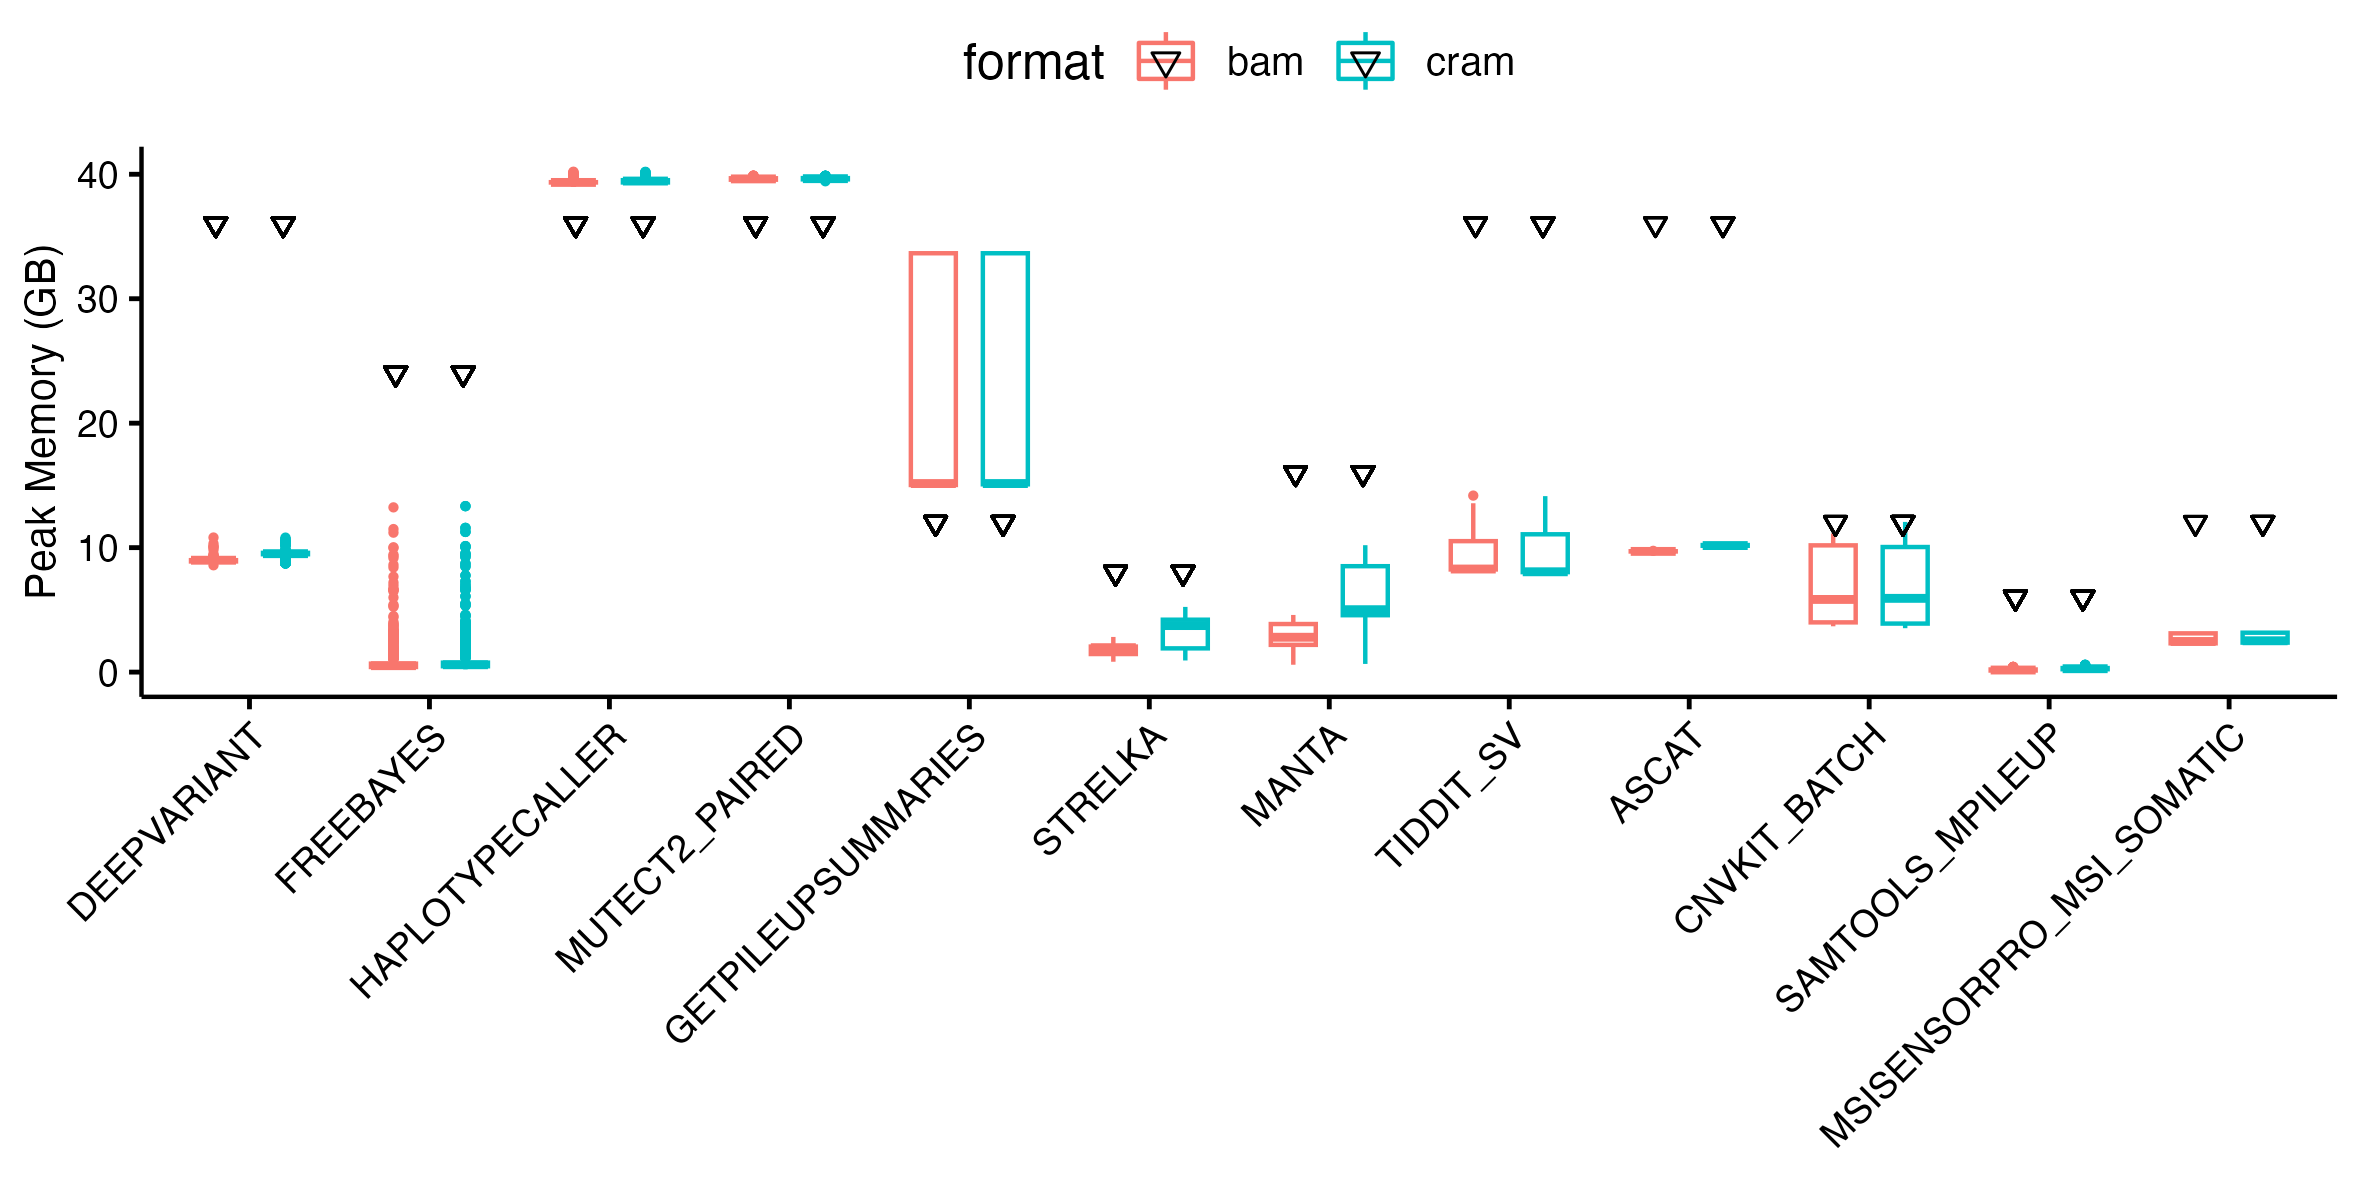 format bam cram
Peak Memory (GB)
40
30
20
10
0
DEEPVARIANT
FREEBAYES
HAPLOTYPECALLER
MUTECT2_PAIRED
GETPILEUPSUMMARIES
STRELKA
MANTA
TIDDIT_SV
ASCAT
CNVKIT_BATCH
SAMTOOLS_MPILEUP
MSISENSORPRO_MSI_SOMATIC